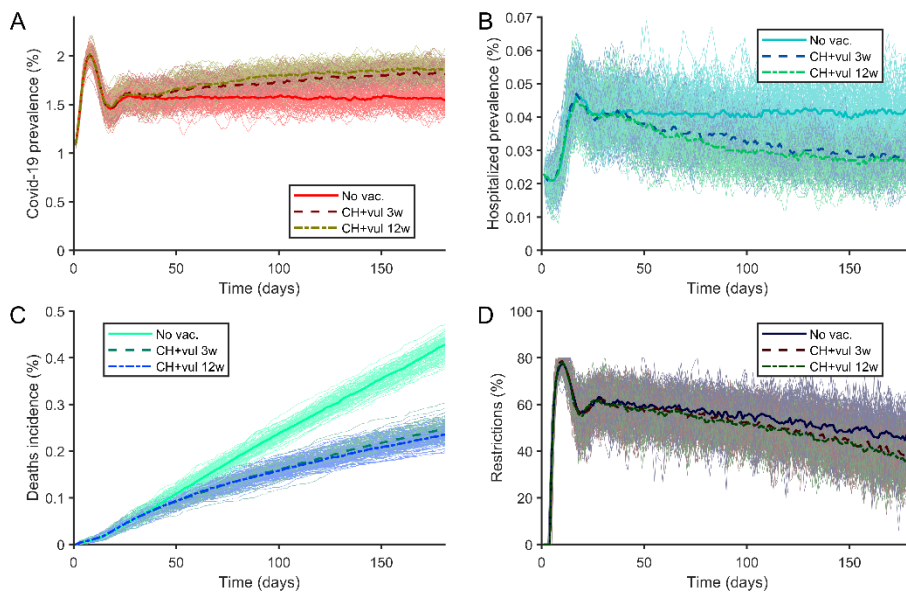 A
Covid-19 prevalence (%)
2
1.5
1
0.5
0
0
50
100
150
Time (days)
No vac.
CH+vul 3w
CH+vul 12w
B
Hospitalized prevalence (%)
0.07
0.06
0.05
0.04
0.03
0.02
0.01
0
0
50
100
150
Time (days)
No vac.
CH+vul 3w
CH+vul 12w
C
Deaths incidence (%)
0.5
0.4
0.3
0.2
0.1
0
0
50
100
150
Time (days)
No vac.
CH+vul 3w
CH+vul 12w
D
Restrictions (%)
100
80
60
40
20
0
0
50
100
150
Time (days)
No vac.
CH+vul 3w
CH+vul 12w